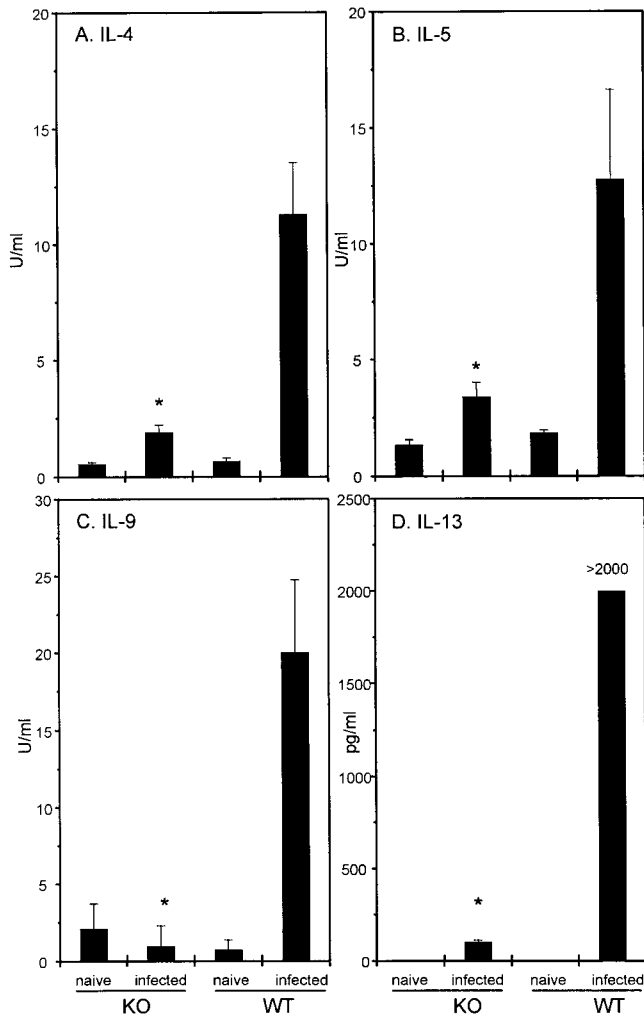 A. IL-4
20
15
10
5
0
U/ml
*
B. IL-5
20
15
10
5
0
U/ml
*
C. IL-9
30
25
20
15
10
5
0
U/ml
*
naive infected naive infected
KO WT
D. IL-13
2500
2000
1500
1000
500
0
pg/ml
>2000
*
naive infected naive infected
KO WT